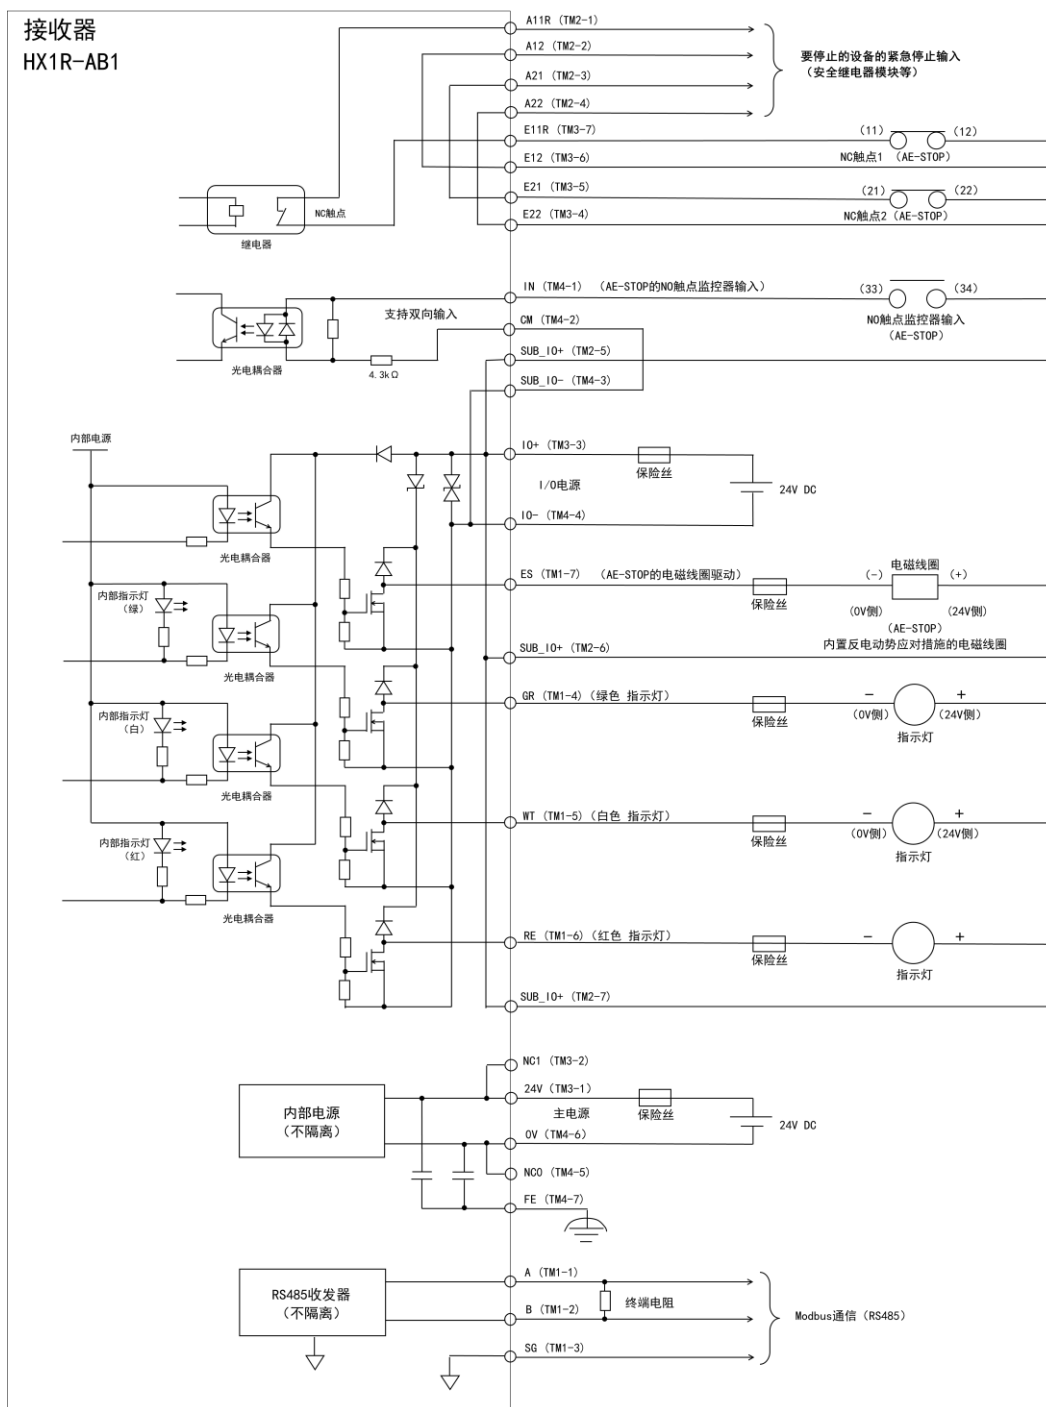 接收器
HX1R-AB1
A11R (TM2-1)
A12 (TM2-2)
A21 (TM2-3)
A22 (TM2-4)
要停止的设备的紧急停止输入
（安全继电器模块等）
E11R (TM3-7)
(11)
(12)
NC触点1 (AE-STOP)
E12 (TM3-6)
E21 (TM3-5)
(21)
(22)
NC触点2 (AE-STOP)
E22 (TM3-4)
NC触点
继电器
IN (TM4-1) （AE-STOP的NO触点监控器输入）
(33)
(34)
NO触点监控器输入
(AE-STOP)
支持双向输入
CM (TM4-2)
SUB_IO+ (TM2-5)
4.3kΩ
光电耦合器
SUB_IO- (TM4-3)
内部电源
IO+ (TM3-3)
保险丝
I/O电源
24V DC
IO- (TM4-4)
光电耦合器
ES (TM1-7) （AE-STOP的电磁线圈驱动）
保险丝
电磁线圈
(-)
(+)
(0V侧)
(24V侧)
(AE-STOP)
内置反电动势应对措施的电磁线圈
内部指示灯
（绿）
光电耦合器
SUB_IO+ (TM2-6)
GR (TM1-4) (绿色 指示灯)
保险丝
-
+
(0V侧)
(24V侧)
指示灯
内部指示灯
（白）
光电耦合器
WT (TM1-5) (白色 指示灯)
保险丝
-
+
(0V侧)
(24V侧)
指示灯
内部指示灯
（红）
光电耦合器
RE (TM1-6) (红色 指示灯)
保险丝
-
+
指示灯
SUB_IO+ (TM2-7)
NC1 (TM3-2)
24V (TM3-1)
内部电源
（不隔离）
主电源
保险丝
24V DC
0V (TM4-6)
NC0 (TM4-5)
FE (TM4-7)
RS485收发器
（不隔离）
A (TM1-1)
终端电阻
B (TM1-2)
Modbus通信 (RS485)
SG (TM1-3)